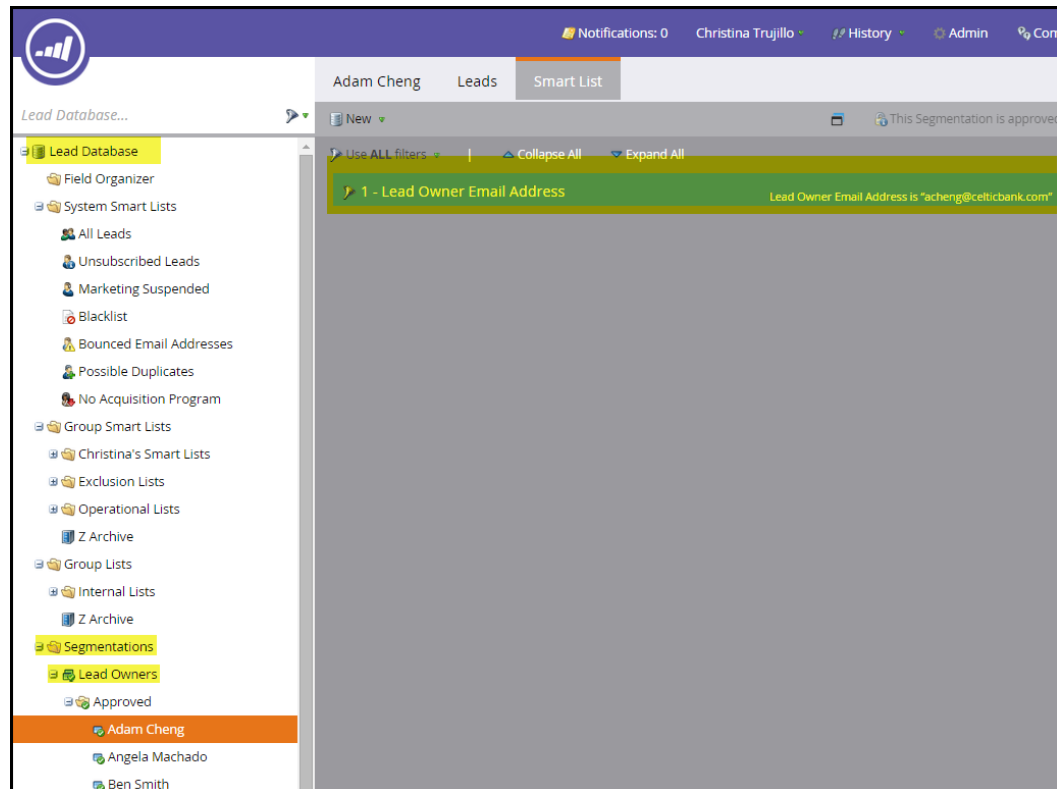 Notifications: 0 Christina Trujillo History Admin
Adam Cheng Leads Smart List
Lead Database...
New This Segmentation is approved
Use ALL filters | Collapse All Expand All
1 - Lead Owner Email Address Lead Owner Email Address is "acheng@celticbank.com"
Lead Database
Field Organizer
System Smart Lists
All Leads
Unsubscribed Leads
Marketing Suspended
Blacklist
Bounced Email Addresses
Possible Duplicates
No Acquisition Program
Group Smart Lists
Christina's Smart Lists
Exclusion Lists
Operational Lists
Z Archive
Group Lists
Internal Lists
Z Archive
Segmentations
Lead Owners
Approved
Adam Cheng
Angela Machado
Ben Smith